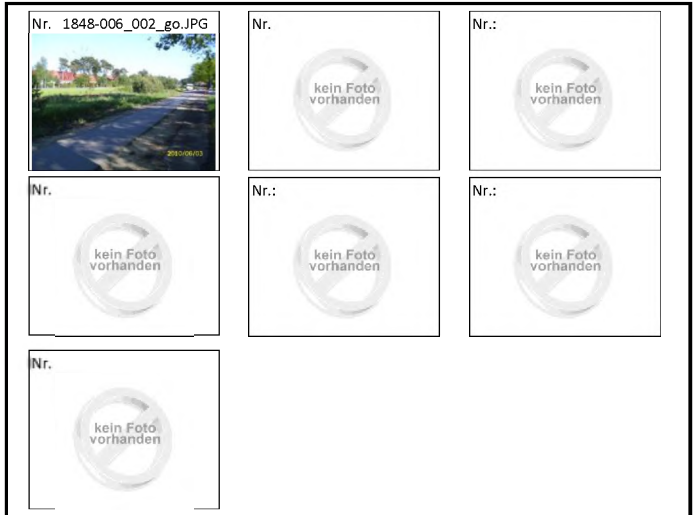 Nr. 1848-006_002_go.JPG
2010/06/03
Nr.
kein Foto
vorhanden
Nr.:
kein Foto
vorhanden
Nr.
kein Foto
vorhanden
Nr.:
kein Foto
vorhanden
Nr.:
kein Foto
vorhanden
Nr.
kein Foto
vorhanden